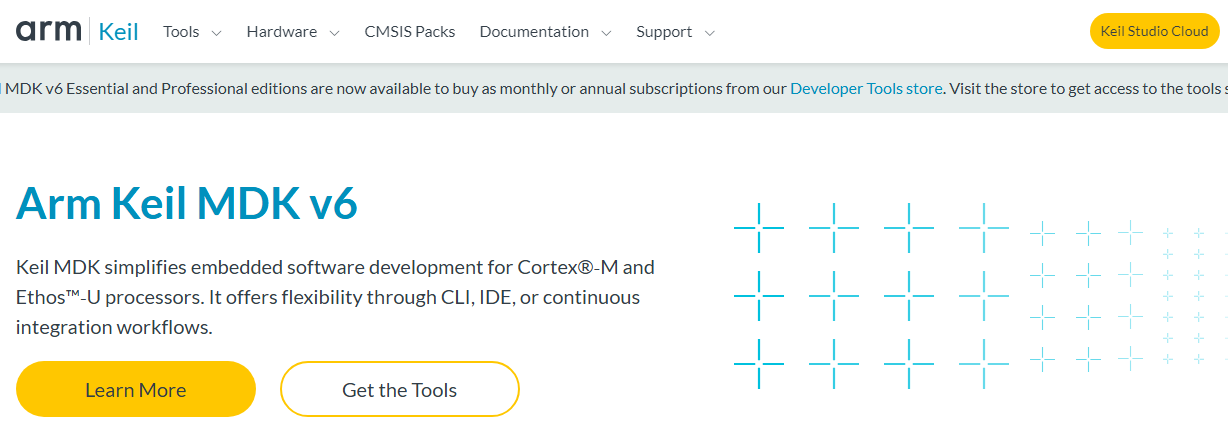 arm Keil Tools Hardware CMSIS Packs Documentation Support Keil Studio Cloud
MDK v6 Essential and Professional editions are now available to buy as monthly or annual subscriptions from our Developer Tools store. Visit the store to get access to the tools
Arm Keil MDK v6
Keil MDK simplifies embedded software development for Cortex®-M and
Ethos™-U processors. It offers flexibility through CLI, IDE, or continuous
integration workflows.
Learn More Get the Tools